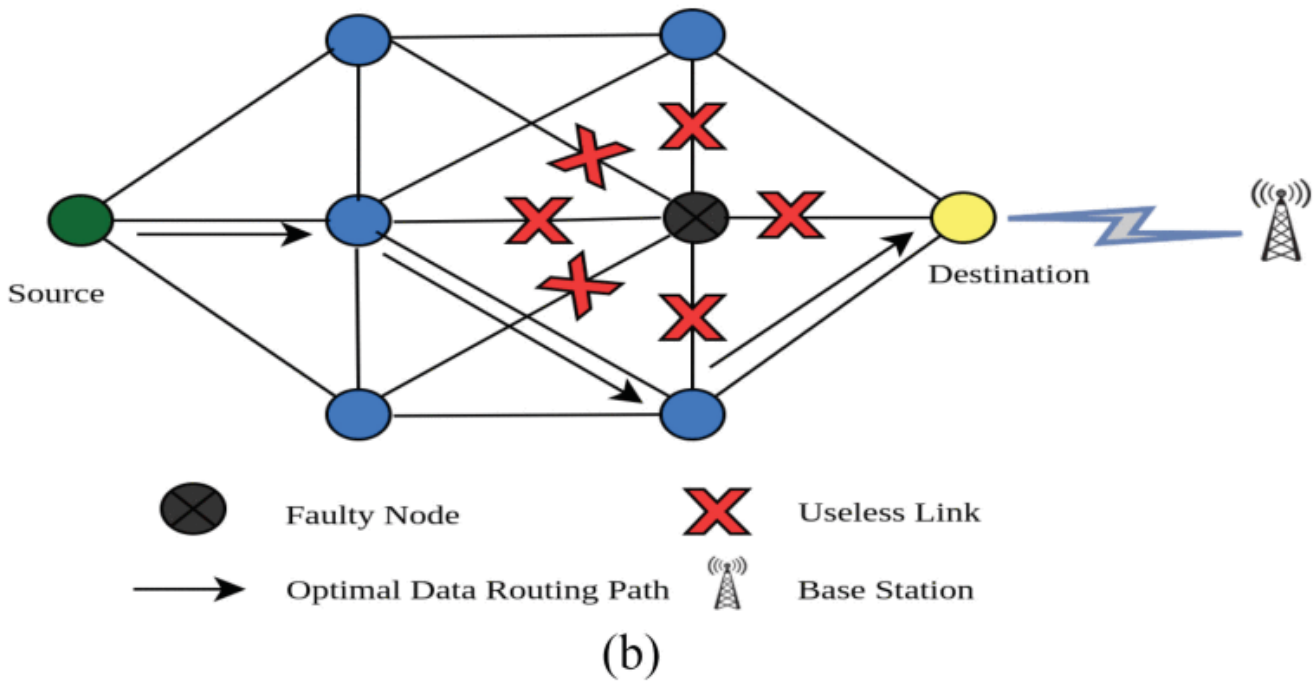 Source
Destination
Faulty Node
Useless Link
Optimal Data Routing Path
Base Station
(b)